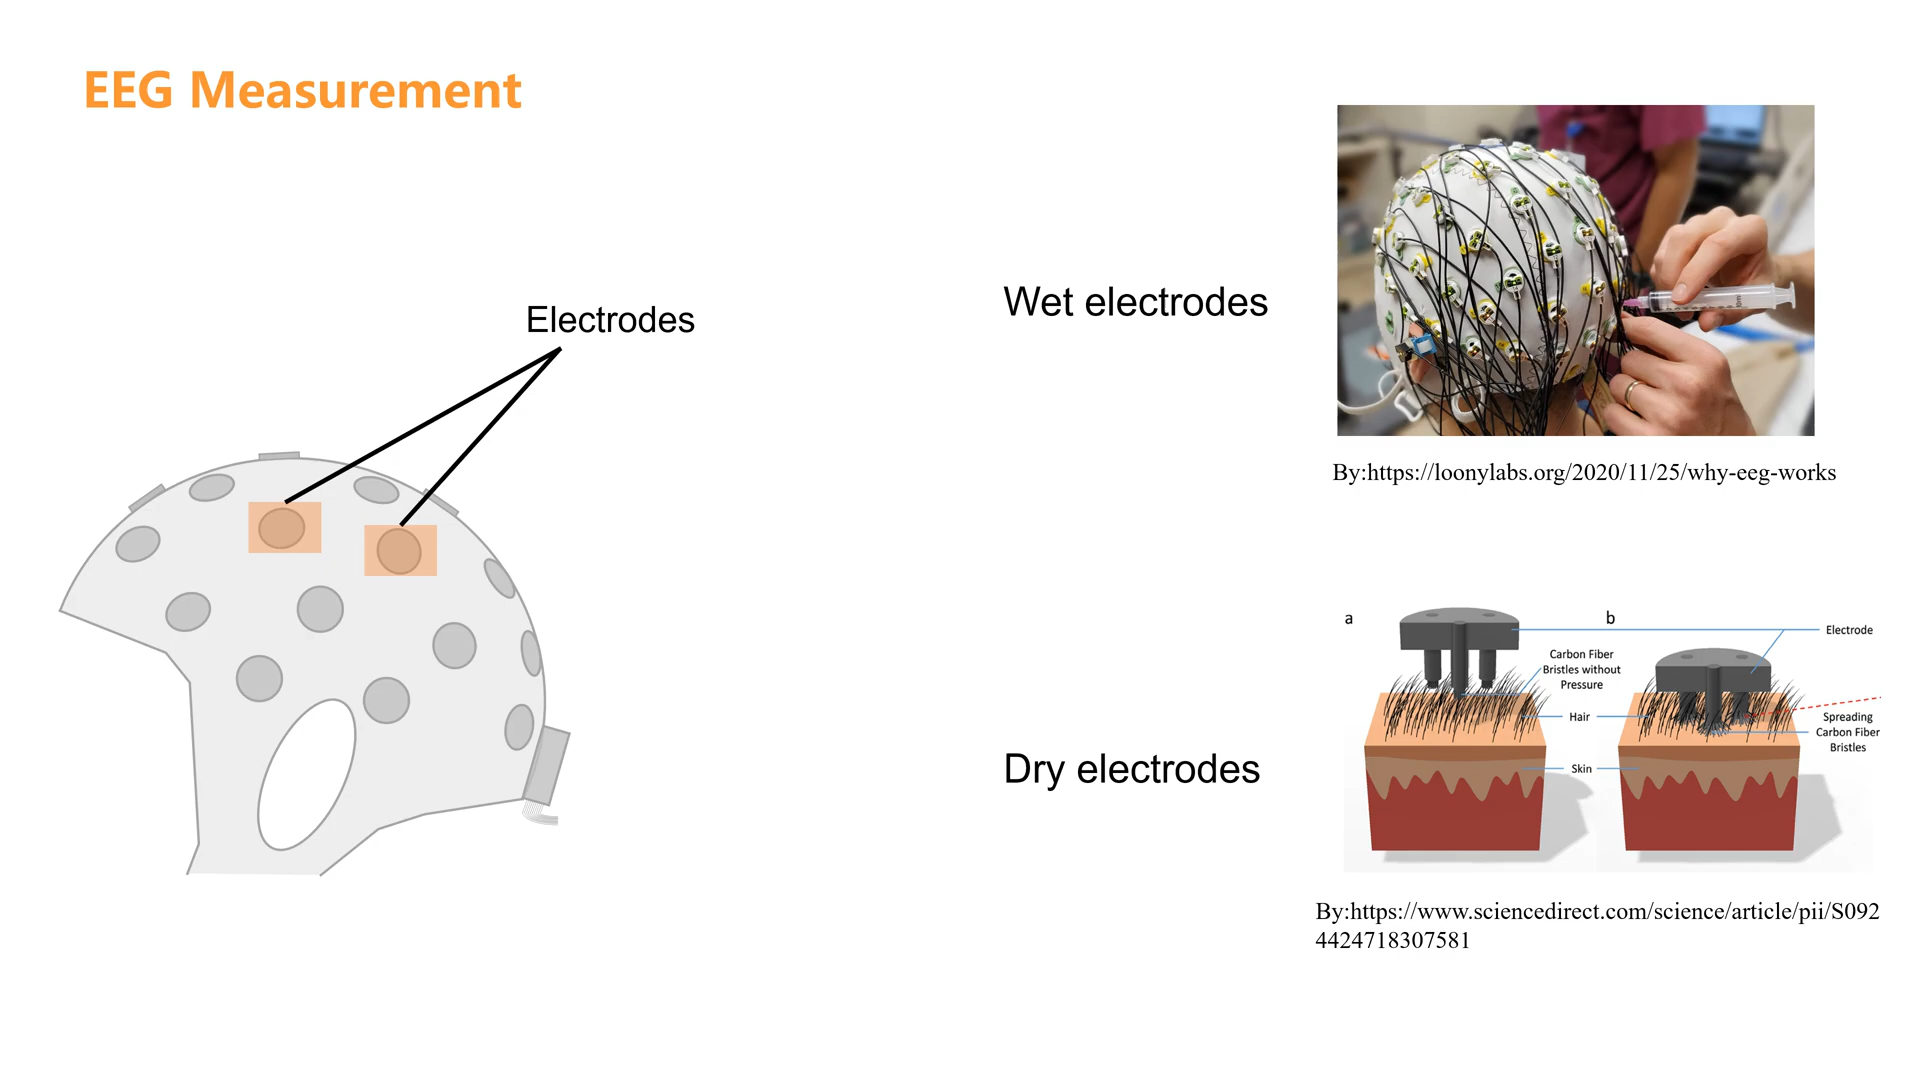 EEG Measurement
Electrodes
Wet electrodes
By:https://loonylabs.org/2020/11/25/why-eeg-works
Dry electrodes
a
b
Electrode
Carbon Fiber
Bristles without
Pressure
Hair
Spreading
Carbon Fiber
Bristles
Skin
By:https://www.sciencedirect.com/science/article/pii/S092
4424718307581